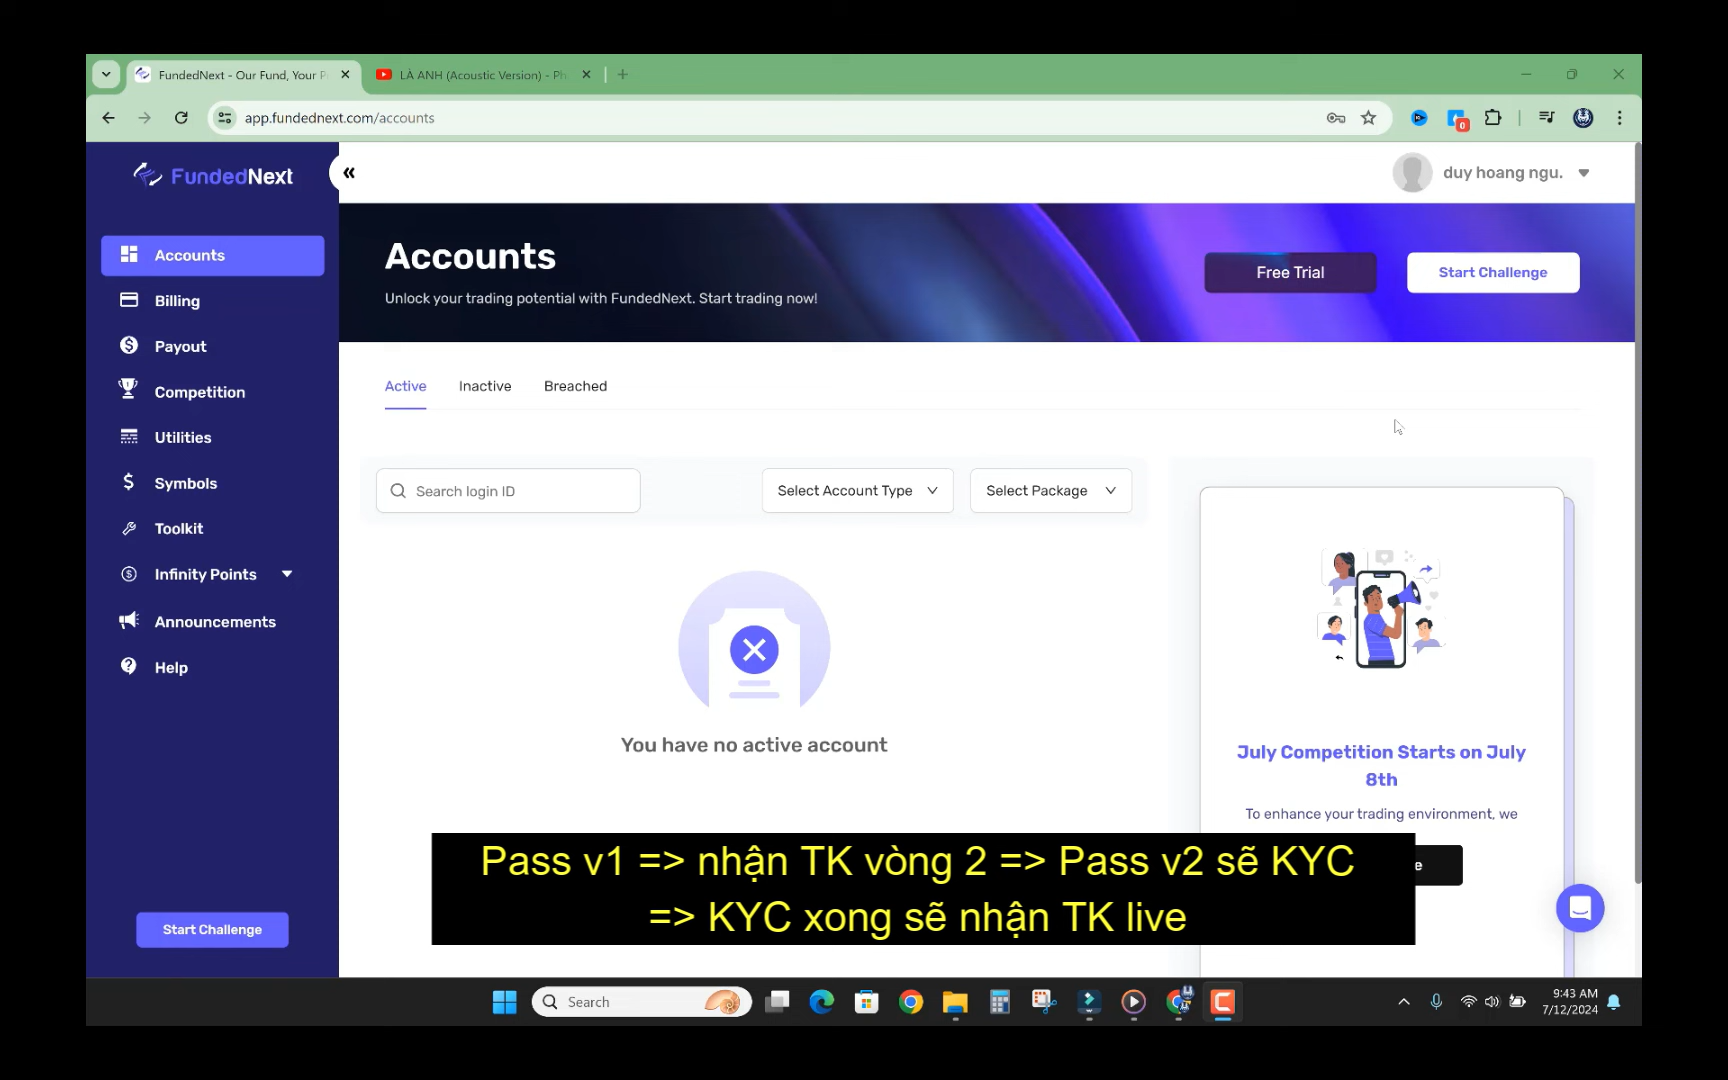 FundedNext - Our Fund, Your P
LÀ ANH (Acoustic Version) - Ph
app.fundednext.com/accounts
0
FundedNext
duy hoang ngu.
Accounts
Billing
Payout
Competition
Utilities
Symbols
Toolkit
Infinity Points
Announcements
Help
Start Challenge
Accounts
Unlock your trading potential with FundedNext. Start trading now!
Free Trial
Start Challenge
Active
Inactive
Breached
Search login ID
Select Account Type
Select Package
You have no active account
July Competition Starts on July
8th
To enhance your trading environment, we
Pass v1 => nhận TK vòng 2 => Pass v2 sẽ KYC
=> KYC xong sẽ nhận TK live
Search
9:43 AM
7/12/2024